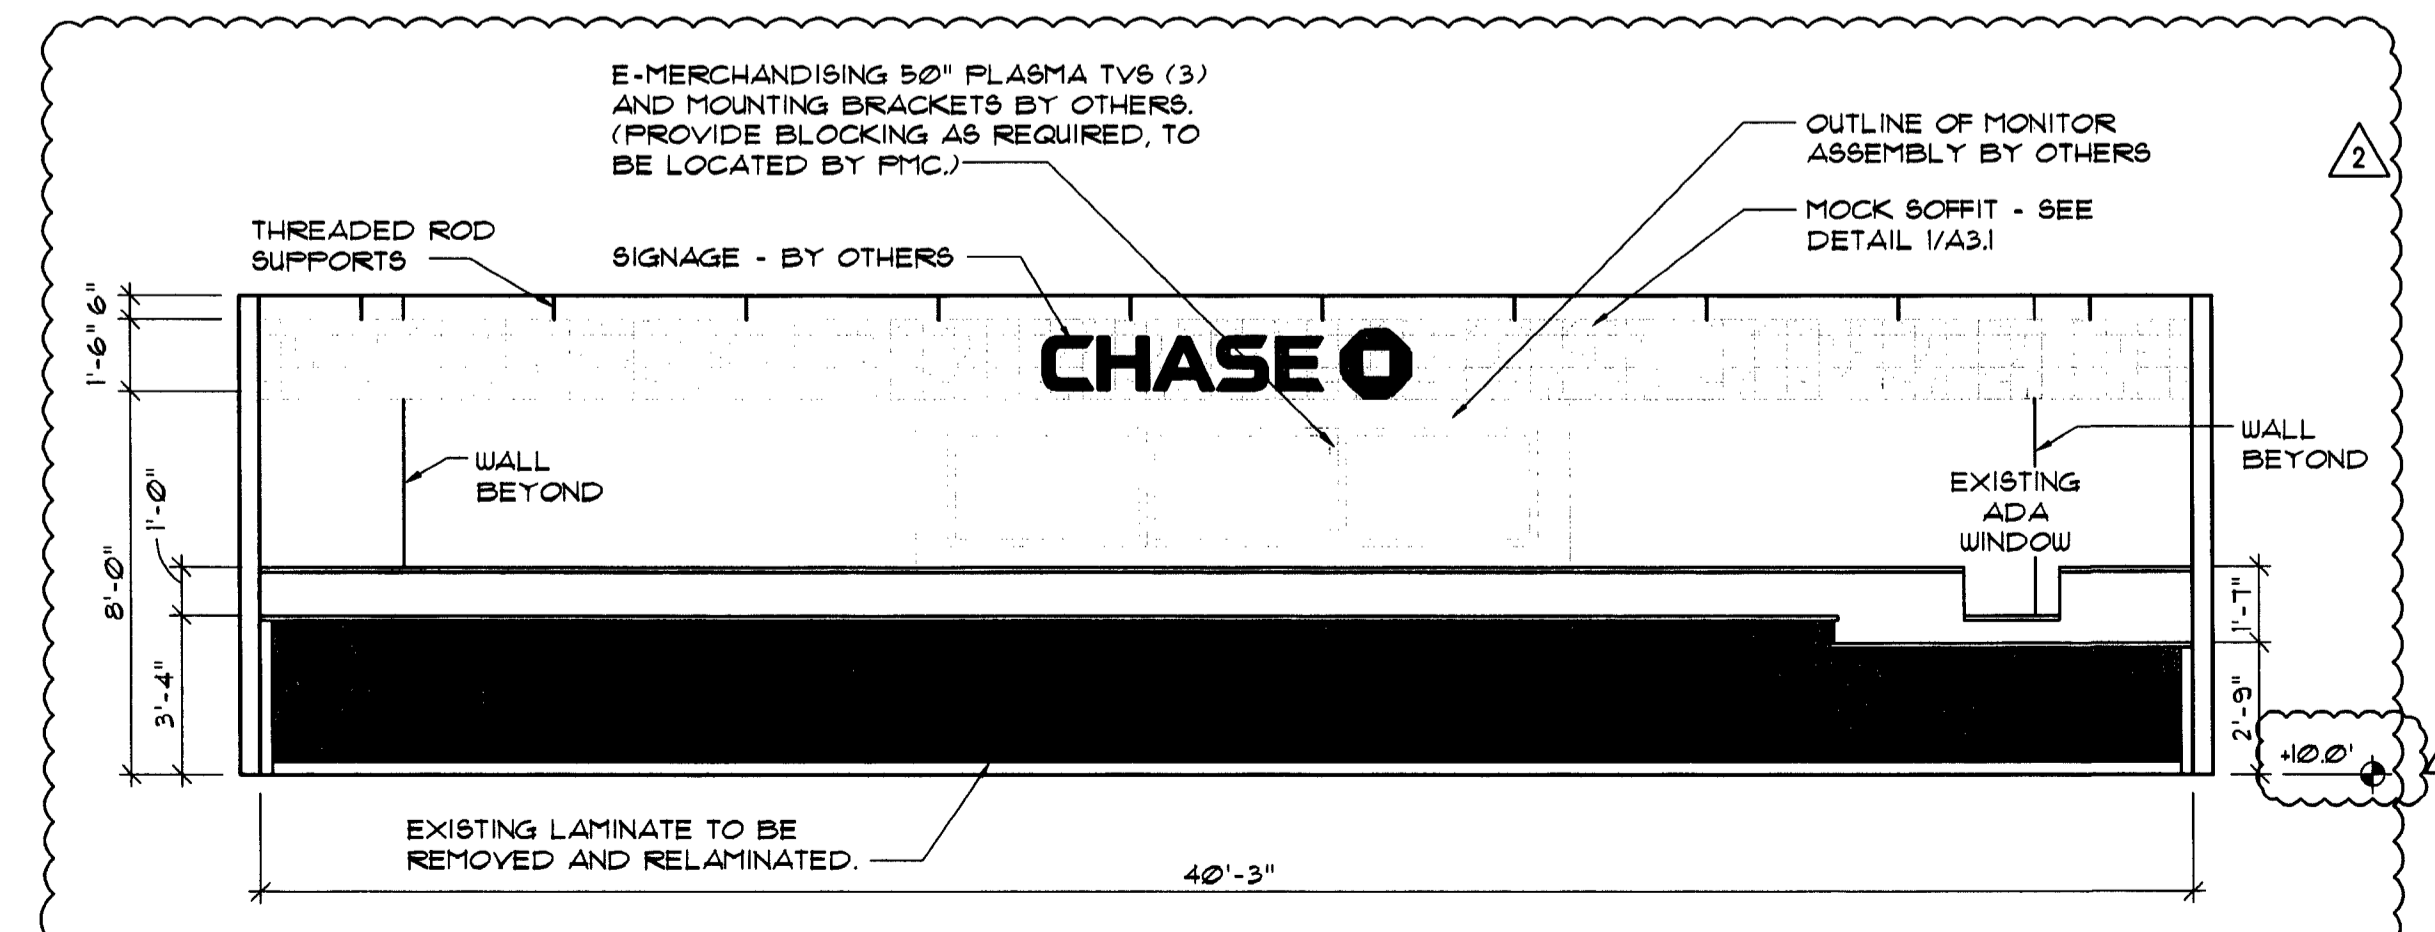 E-MERCHANDISING 50" PLASMA TVS (3)
AND MOUNTING BRACKETS BY OTHERS.
(PROVIDE BLOCKING AS REQUIRED, TO
BE LOCATED BY PMC.)
OUTLINE OF MONITOR
ASSEMBLY BY OTHERS
2
MOCK SOFFIT - SEE
DETAIL 1/A3.1
THREADED ROD
SUPPORTS
SIGNAGE - BY OTHERS
6"
1'-6"
CHASE
WALL
BEYOND
WALL
BEYOND
EXISTING
ADA
WINDOW
1'-0"
8'-0"
3'-4"
1'-7"
2'-9"
+10.0'
EXISTING LAMINATE TO BE
REMOVED AND RELAMINATED.
40'-3"